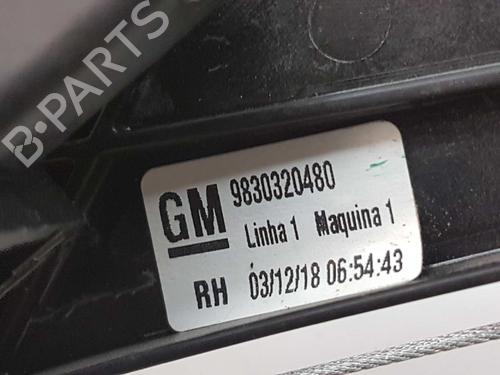 B-PARTS
GM 9830320480
Linha 1 Maquina 1
RH 03/12/18 06:54:43